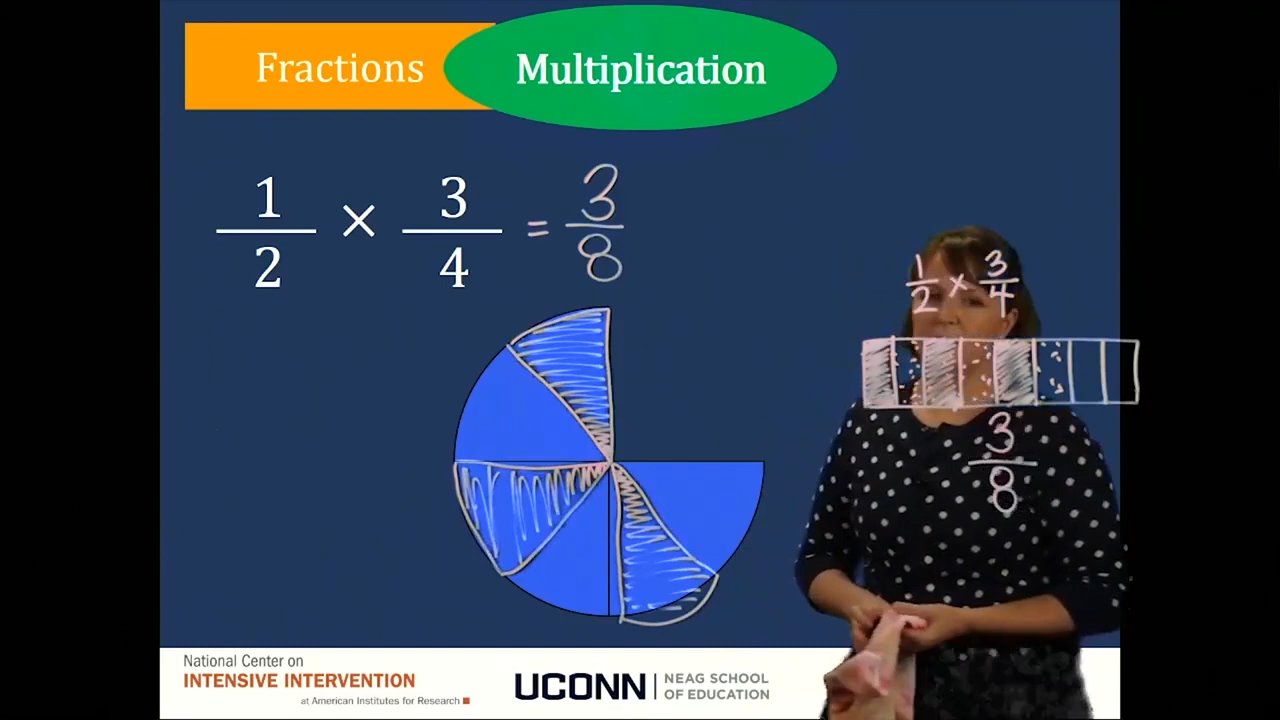 Fractions Multiplication
1/2 × 3/4 = 3/8
1/2 × 3/4
3/8
National Center on
INTENSIVE INTERVENTION
at American Institutes for Research
UCONN
NEAG SCHOOL
OF EDUCATION